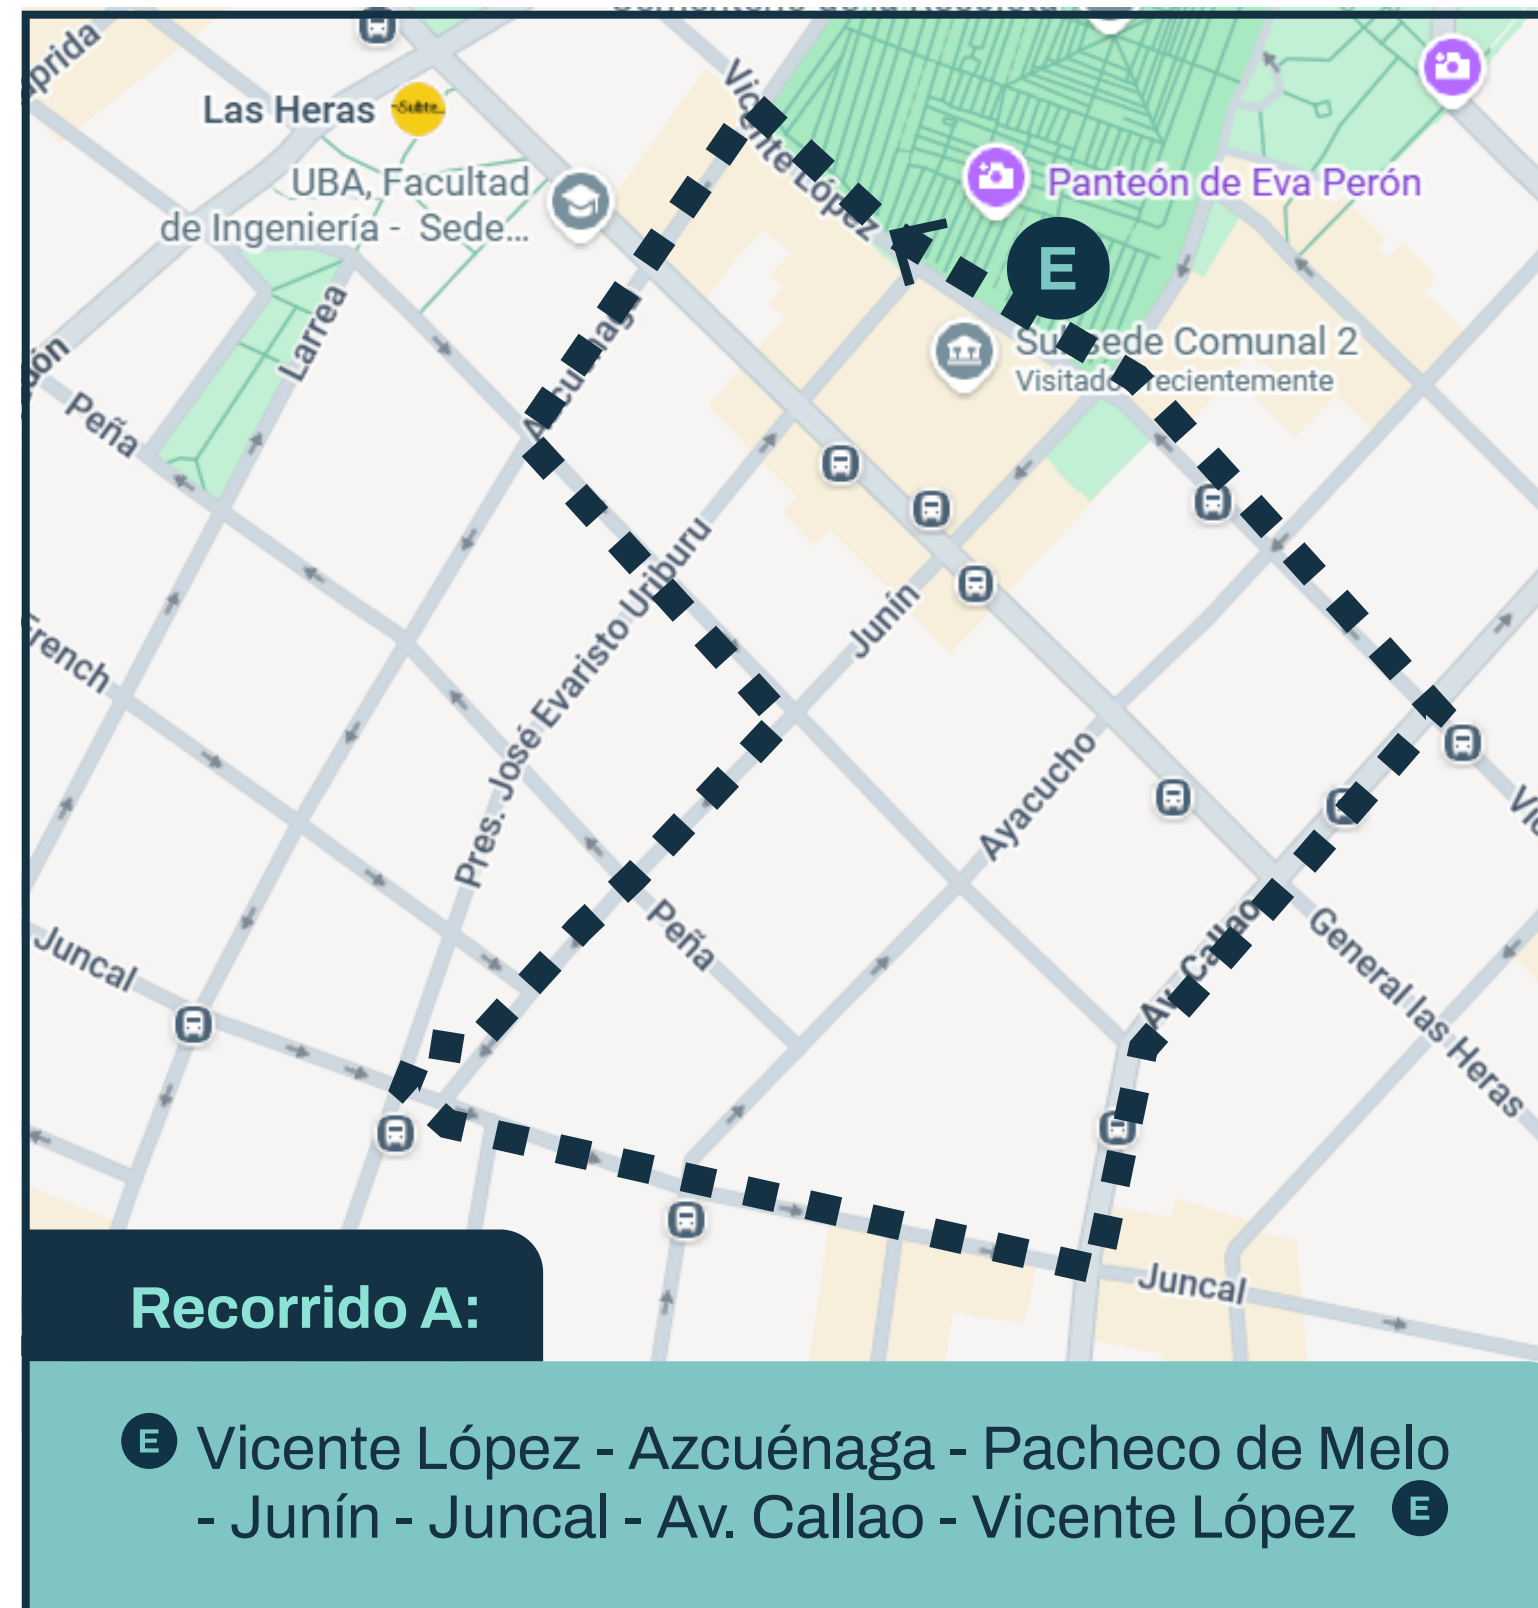 Las Heras
Subte
UBA, Facultad
de Ingeniería - Sede...
Vicente López
Panteón de Eva Perón
E
Subsede Comunal 2
Visitado recientemente
Larrea
Peña
Azcuénaga
French
Pres. José Evaristo Uriburu
Junín
Ayacucho
Peña
Juncal
Av. Callao
General las Heras
Juncal
Recorrido A:
E Vicente López - Azcuénaga - Pacheco de Melo
- Junín - Juncal - Av. Callao - Vicente López E